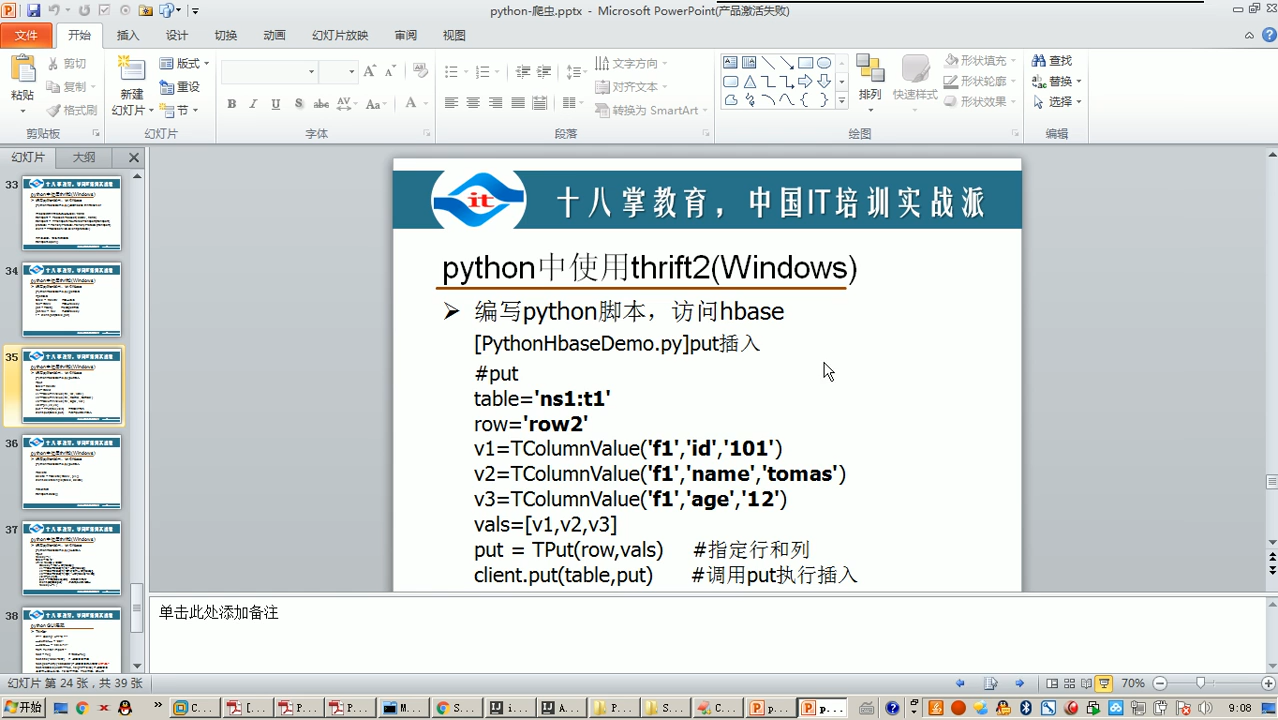 python-爬虫.pptx - Microsoft PowerPoint(产品激活失败)
文件 开始 插入 设计 切换 动画 幻灯片放映 审阅 视图
粘贴 剪切 复制 格式刷 剪贴板
新建 幻灯片 版式 重设 节 幻灯片
B I U S abc AV Aa A 字体
文字方向 对齐文本 转换为 SmartArt 段落
排列 快速样式 形状填充 形状轮廓 形状效果 绘图
查找 替换 选择 编辑
幻灯片 大纲
33
34
35
36
37
38
it
十八掌教育，中国IT培训实战派
python中使用thrift2(Windows)
编写python脚本，访问hbase
[PythonHbaseDemo.py]put插入
#put
table='ns1:t1'
row='row2'
v1=TColumnValue('f1','id','101')
v2=TColumnValue('f1','name','tomas')
v3=TColumnValue('f1','age','12')
vals=[v1,v2,v3]
put = TPut(row,vals) #指定行和列
client.put(table,put) #调用put执行插入
单击此处添加备注
幻灯片 第 24 张，共 39 张
70%
开始
9:08